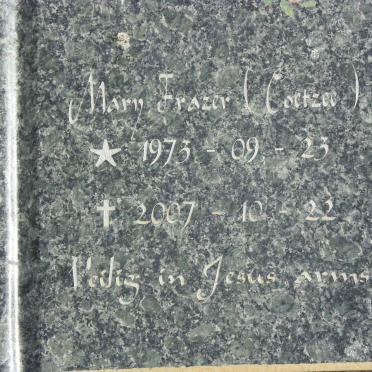 Mary Frazer (Coetzee)
★ 1973 - 09 - 23
✝ 2007 - 10 - 22
Veilig in Jesus arms